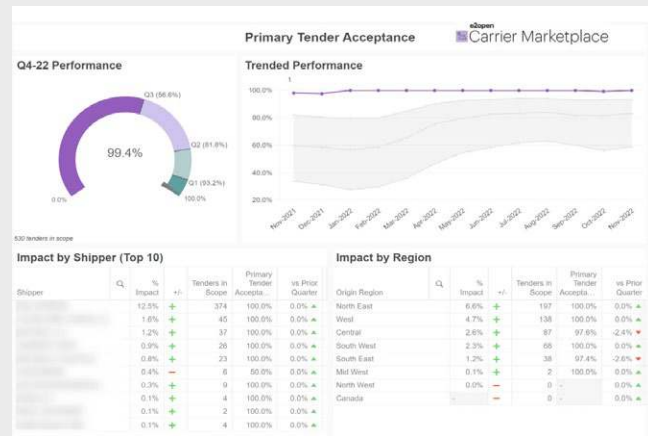 Primary Tender Acceptance
e2open
Carrier Marketplace
Q4-22 Performance
Q3 (56.6%)
Q2 (81.8%)
Q1 (93.2%)
99.4%
0.0%
100.0%
530 tenders in scope
Trended Performance
1
100.0%
80.0%
60.0%
40.0%
20.0%
Nov-2021 Dec-2021 Jan-2022 Feb-2022 Mar-2022 Apr-2022 May-2022 Jun-2022 Jul-2022 Aug-2022 Sep-2022 Oct-2022 Nov-2022
Impact by Shipper (Top 10)
Shipper % Impact +/- Tenders in Scope Primary Tender Accepta... vs Prior Quarter
12.5% + 374 100.0% 0.0%
1.6% + 45 100.0% 0.0%
1.2% + 37 100.0% 0.0%
0.9% + 26 100.0% 0.0%
0.8% + 23 100.0% 0.0%
0.4% − 6 50.0% 0.0%
0.3% + 9 100.0% 0.0%
0.1% + 4 100.0% 0.0%
0.1% + 2 100.0% 0.0%
0.1% + 4 100.0% 0.0%
Impact by Region
Origin Region % Impact +/- Tenders in Scope Primary Tender Accepta... vs Prior Quarter
North East 6.6% + 197 100.0% 0.0%
West 4.7% + 138 100.0% 0.0%
Central 2.6% + 87 97.6% -2.4%
South West 2.3% + 68 100.0% 0.0%
South East 1.2% + 38 97.4% -2.6%
Mid West 0.1% + 2 100.0% 0.0%
North West 0.0% − 0 - 0.0%
Canada - − 0 - 0.0%